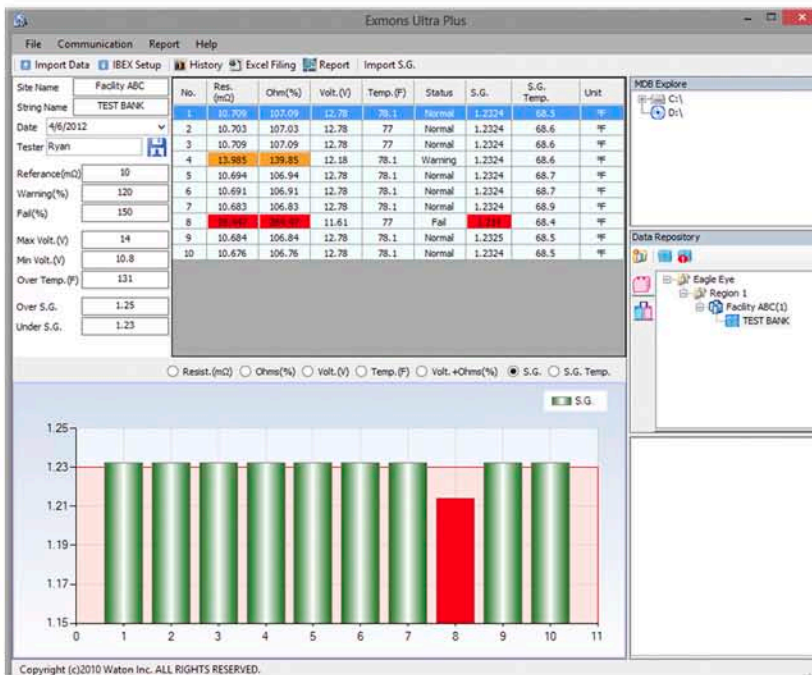 Exmons Ultra Plus
File Communication Report Help
Import Data IBEX Setup History Excel Filing Report Import S.G.
Site Name Facility ABC
String Name TEST BANK
Date 4/6/2012
Tester Ryan
Referance(mΩ) 10
Warning(%) 120
Fail(%) 150
Max Volt.(V) 14
Min Volt.(V) 10.8
Over Temp.(F) 131
Over S.G. 1.25
Under S.G. 1.23
No. Res. (mΩ) Ohm(%) Volt.(V) Temp.(F) Status S.G. S.G. Temp. Unit
1 10.709 107.09 12.78 78.1 Normal 1.2324 68.5 °F
2 10.703 107.03 12.78 77 Normal 1.2324 68.6 °F
3 10.709 107.09 12.78 77 Normal 1.2324 68.6 °F
4 13.985 139.85 12.18 78.1 Warning 1.2324 68.6 °F
5 10.694 106.94 12.78 78.1 Normal 1.2324 68.7 °F
6 10.691 106.91 12.78 78.1 Normal 1.2324 68.7 °F
7 10.683 106.83 12.78 78.1 Normal 1.2324 68.9 °F
8 11.61 77 Fail 68.4 °F
9 10.684 106.84 12.78 78.1 Normal 1.2325 68.5 °F
10 10.676 106.76 12.78 78.1 Normal 1.2324 68.5 °F
MDB Explore
C:\
D:\
Data Repository
Eagle Eye
Region 1
Facility ABC(1)
TEST BANK
Resist.(mΩ) Ohms(%) Volt.(V) Temp.(F) Volt.+Ohms(%) S.G. S.G. Temp.
S.G.
1.25
1.23
1.21
1.19
1.17
1.15
0 1 2 3 4 5 6 7 8 9 10 11
Copyright (c)2010 Waton Inc. ALL RIGHTS RESERVED.